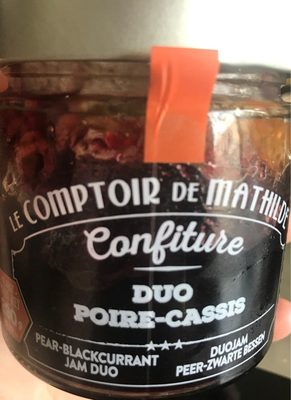 LE COMPTOIR DE MATHILDE
Confiture
DUO
POIRE-CASSIS
PEAR-BLACKCURRANT
JAM DUO
DUOJAM
PEER-ZWARTE BESSEN